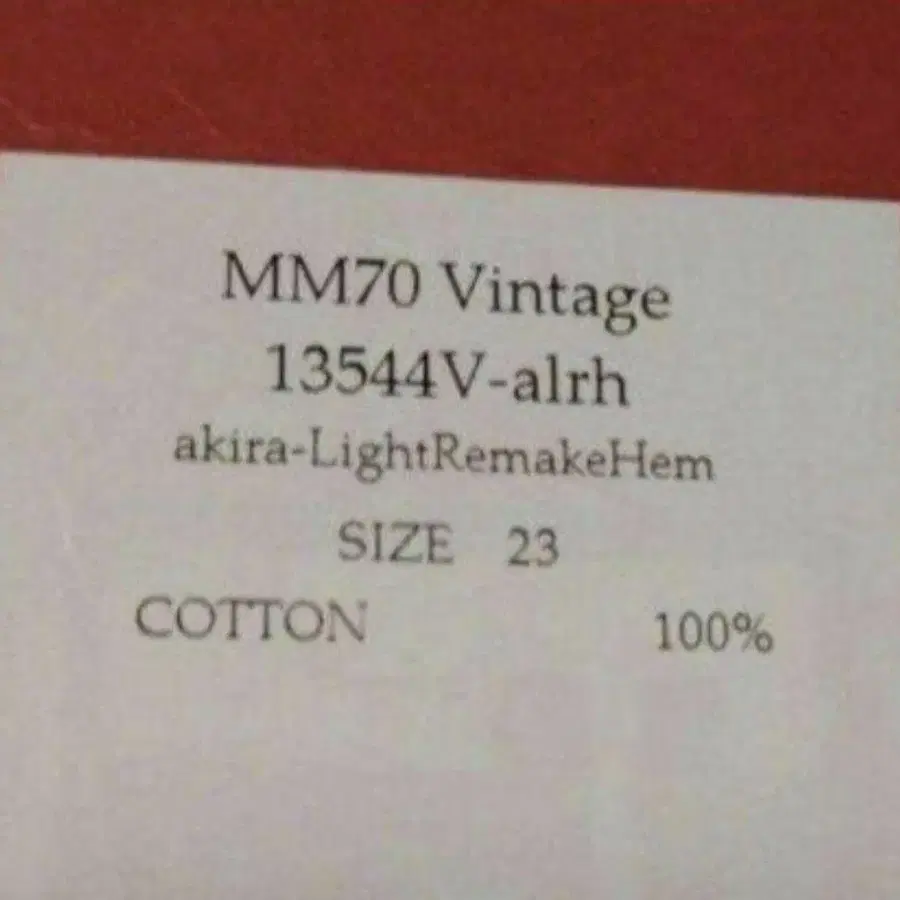 MM70 Vintage
13544V-alrh
akira-LightRemakeHem
SIZE 23
COTTON 100%